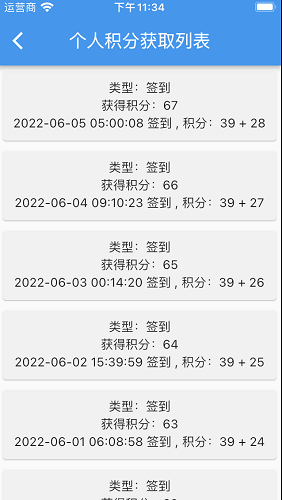 运营商 下午11:34
个人积分获取列表
类型：签到
获得积分：67
2022-06-05 05:00:08 签到 , 积分：39 + 28
类型：签到
获得积分：66
2022-06-04 09:10:23 签到 , 积分：39 + 27
类型：签到
获得积分：65
2022-06-03 00:14:20 签到 , 积分：39 + 26
类型：签到
获得积分：64
2022-06-02 15:39:59 签到 , 积分：39 + 25
类型：签到
获得积分：63
2022-06-01 06:08:58 签到 , 积分：39 + 24
类型：签到